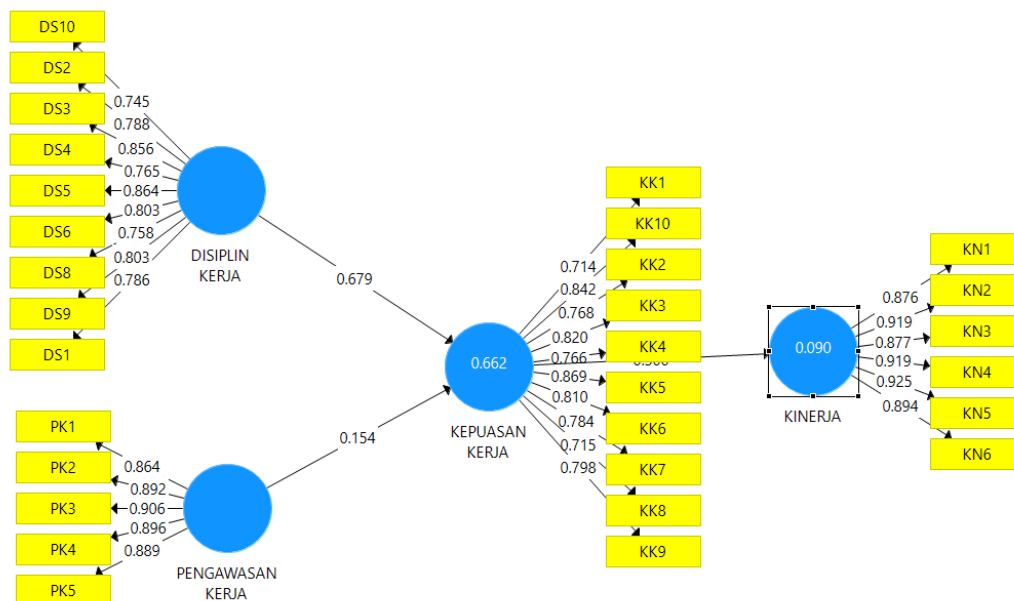 DS10
DS2
DS3
DS4
DS5
DS6
DS8
DS9
DS1
0.745
0.788
0.856
0.765
0.864
0.803
0.758
0.803
0.786
DISIPLIN
KERJA
0.679
PK1
PK2
PK3
PK4
PK5
0.864
0.892
0.906
0.896
0.889
PENGAWASAN
KERJA
0.154
0.662
KEPUASAN
KERJA
0.714
0.842
0.768
0.820
0.766
0.869
0.810
0.784
0.715
0.798
KK1
KK10
KK2
KK3
KK4
KK5
KK6
KK7
KK8
KK9
0.090
KINERJA
0.876
0.919
0.877
0.919
0.925
0.894
KN1
KN2
KN3
KN4
KN5
KN6